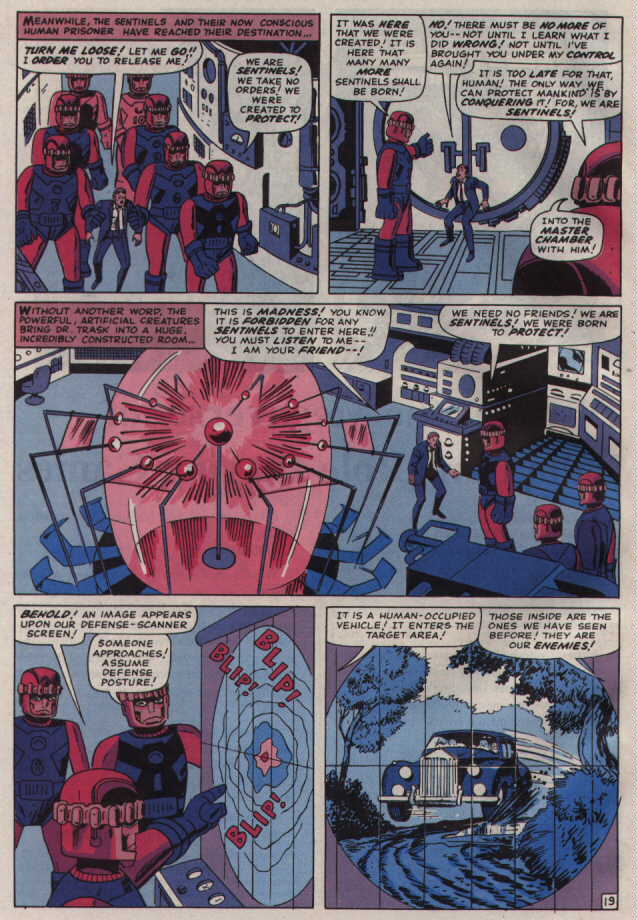 MEANWHILE, THE SENTINELS AND THEIR NOW CONSCIOUS
HUMAN PRISONER HAVE REACHED THEIR DESTINATION...
TURN ME LOOSE! LET ME GO!!
I ORDER YOU TO RELEASE ME!!
WE ARE
SENTINELS!
WE TAKE
NO
ORDERS! WE
WERE
CREATED TO
PROTECT!
IT WAS HERE
THAT WE WERE
CREATED! IT IS
HERE THAT
MANY MANY
MORE
SENTINELS SHALL
BE BORN!
NO! THERE MUST BE NO MORE OF
YOU-- NOT UNTIL I LEARN WHAT I
DID WRONG! NOT UNTIL I'VE
BROUGHT YOU UNDER MY CONTROL
AGAIN!
IT IS TOO LATE FOR THAT,
HUMAN! THE ONLY WAY WE
CAN PROTECT MANKIND IS BY
CONQUERING IT! FOR, WE ARE
SENTINELS!
INTO THE
MASTER
CHAMBER
WITH HIM!
WITHOUT ANOTHER WORD, THE
POWERFUL, ARTIFICIAL CREATURES
BRING DR. TRASK INTO A HUGE,
INCREDIBLY CONSTRUCTED ROOM...
THIS IS MADNESS! YOU KNOW
IT IS FORBIDDEN FOR ANY
SENTINELS TO ENTER HERE!!
YOU MUST LISTEN TO ME--
I AM YOUR FRIEND--!
WE NEED NO FRIENDS! WE ARE
SENTINELS! WE WERE BORN
TO PROTECT!
BEHOLD! AN IMAGE APPEARS
UPON OUR DEFENSE-SCANNER
SCREEN!
SOMEONE
APPROACHES!
ASSUME
DEFENSE
POSTURE!
BLIP!
BLIP!
BLIP!
BLIP!
IT IS A HUMAN-OCCUPIED
VEHICLE! IT ENTERS THE
TARGET AREA!
THOSE INSIDE ARE THE
ONES WE HAVE SEEN
BEFORE! THEY ARE
OUR ENEMIES!
19